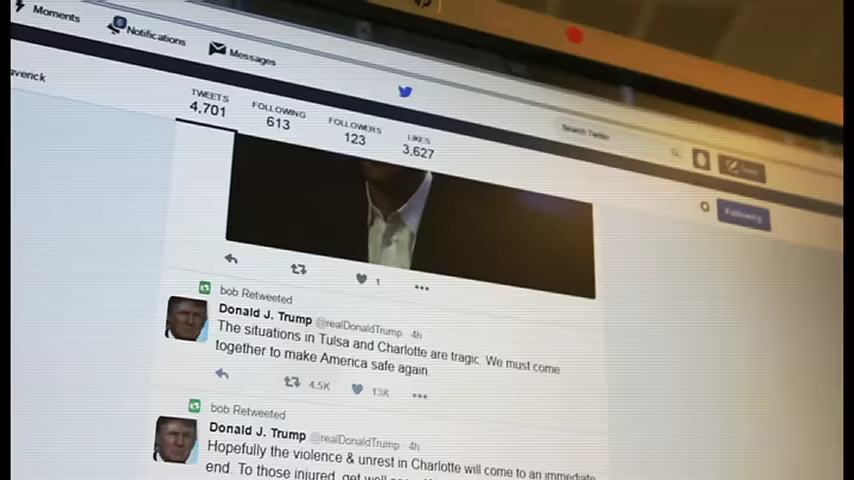 Moments
Notifications
Messages
averick
TWEETS
4,701
FOLLOWING
613
FOLLOWERS
123
LIKES
3,627
Search Twitter
Following
1
bob Retweeted
Donald J. Trump @realDonaldTrump 4h
The situations in Tulsa and Charlotte are tragic. We must come
together to make America safe again.
4.5K
13K
bob Retweeted
Donald J. Trump @realDonaldTrump 4h
Hopefully the violence & unrest in Charlotte will come to an immediate
end. To those injured, get well